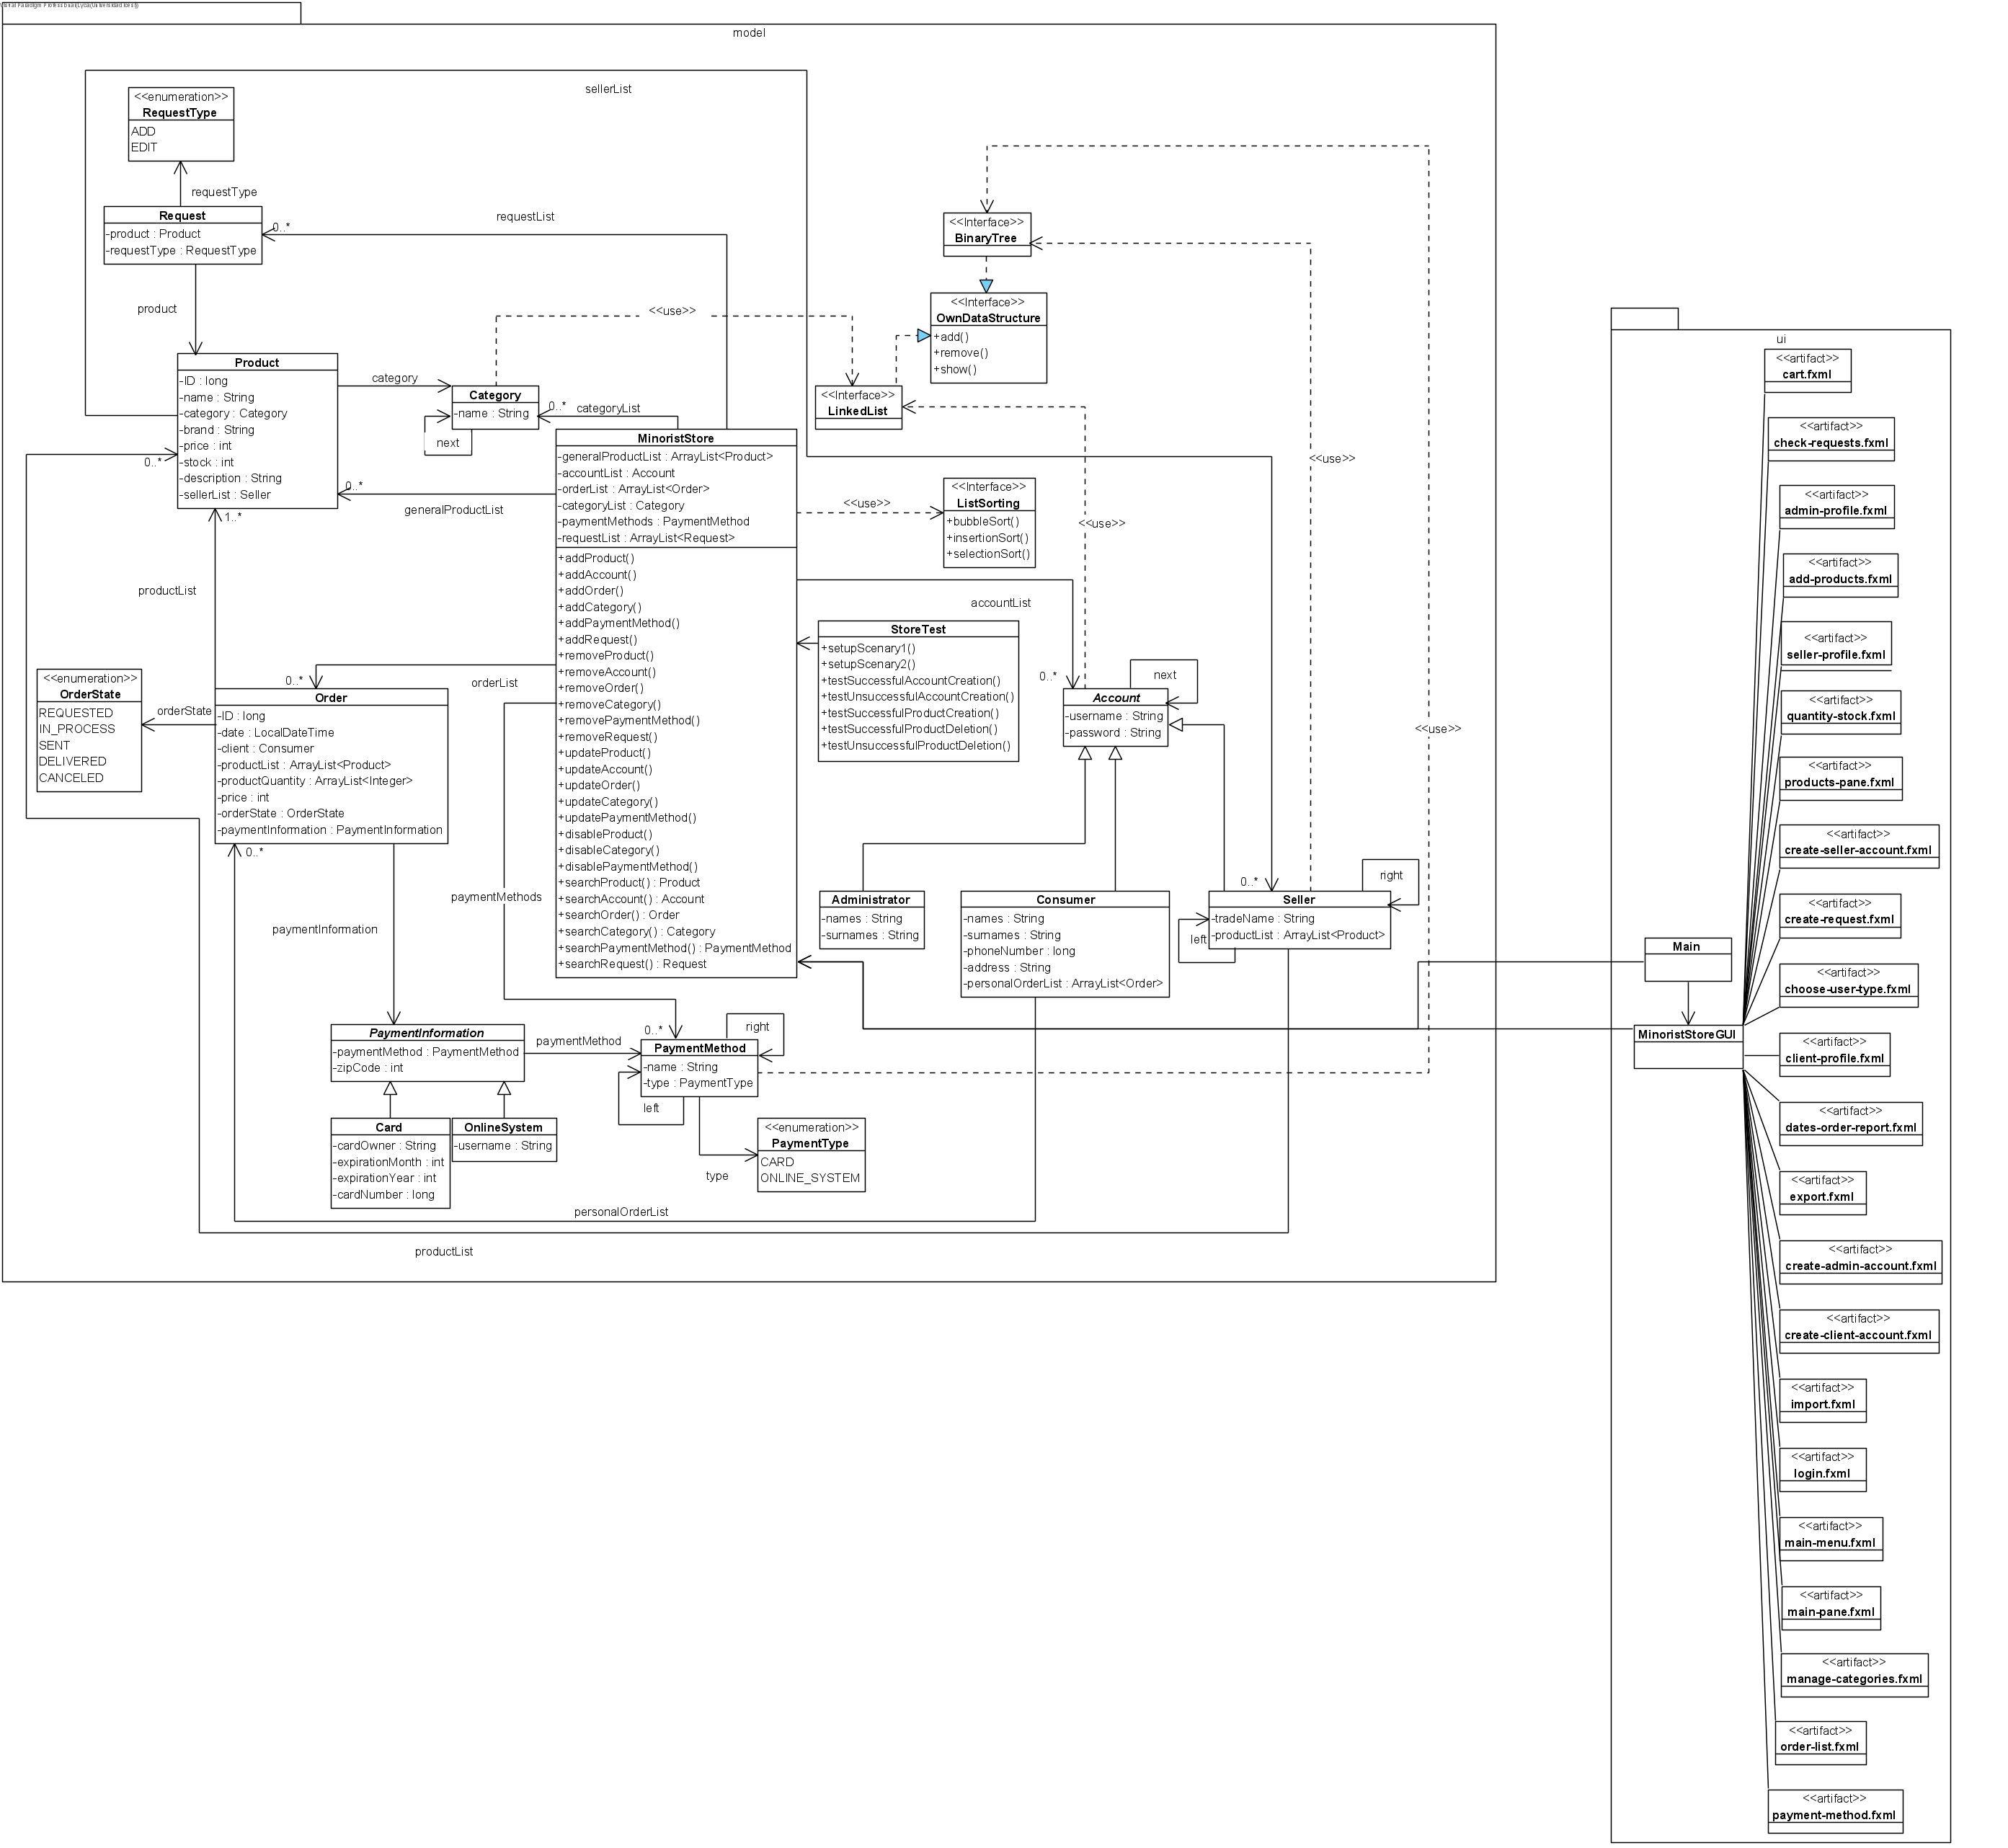 model
sellerList
<<enumeration>>
RequestType
ADD
EDIT
requestType
Request
-product : Product
-requestType : RequestType
0..*
requestList
product
<<Interface>>
BinaryTree
<<Interface>>
OwnDataStructure
+add()
+remove()
+show()
<<use>>
<<Interface>>
LinkedList
Product
-ID : long
-name : String
-category : Category
-brand : String
-price : int
-stock : int
-description : String
-sellerList : Seller
category
Category
-name : String
next
0..*
categoryList
0..*
0..*
generalProductList
1..*
MinoristStore
-generalProductList : ArrayList<Product>
-accountList : Account
-orderList : ArrayList<Order>
-categoryList : Category
-paymentMethods : PaymentMethod
-requestList : ArrayList<Request>
+addProduct()
+addAccount()
+addOrder()
+addCategory()
+addPaymentMethod()
+addRequest()
+removeProduct()
+removeAccount()
+removeOrder()
+removeCategory()
+removePaymentMethod()
+removeRequest()
+updateProduct()
+updateAccount()
+updateOrder()
+updateCategory()
+updatePaymentMethod()
+disableProduct()
+disableCategory()
+disablePaymentMethod()
+searchProduct() : Product
+searchAccount() : Account
+searchOrder() : Order
+searchCategory() : Category
+searchPaymentMethod() : PaymentMethod
+searchRequest() : Request
<<use>>
<<Interface>>
ListSorting
+bubbleSort()
+insertionSort()
+selectionSort()
<<use>>
<<use>>
<<use>>
accountList
StoreTest
+setupScenary1()
+setupScenary2()
+testSuccessfulAccountCreation()
+testUnsuccessfulAccountCreation()
+testSuccessfulProductCreation()
+testSuccessfulProductDeletion()
+testUnsuccessfulProductDeletion()
0..*
next
Account
-username : String
-password : String
productList
<<enumeration>>
OrderState
REQUESTED
IN_PROCESS
SENT
DELIVERED
CANCELED
orderState
0..*
orderList
Order
-ID : long
-date : LocalDateTime
-client : Consumer
-productList : ArrayList<Product>
-productQuantity : ArrayList<Integer>
-price : int
-orderState : OrderState
-paymentInformation : PaymentInformation
0..*
paymentInformation
paymentMethods
Administrator
-names : String
-surnames : String
Consumer
-names : String
-surnames : String
-phoneNumber : long
-address : String
-personalOrderList : ArrayList<Order>
0..*
right
left
Seller
-tradeName : String
-productList : ArrayList<Product>
PaymentInformation
-paymentMethod : PaymentMethod
-zipCode : int
paymentMethod
0..*
right
PaymentMethod
-name : String
-type : PaymentType
left
Card
-cardOwner : String
-expirationMonth : int
-expirationYear : int
-cardNumber : long
OnlineSystem
-username : String
type
<<enumeration>>
PaymentType
CARD
ONLINE_SYSTEM
personalOrderList
productList
ui
Main
MinoristStoreGUI
<<artifact>>
cart.fxml
<<artifact>>
check-requests.fxml
<<artifact>>
admin-profile.fxml
<<artifact>>
add-products.fxml
<<artifact>>
seller-profile.fxml
<<artifact>>
quantity-stock.fxml
<<artifact>>
products-pane.fxml
<<artifact>>
create-seller-account.fxml
<<artifact>>
create-request.fxml
<<artifact>>
choose-user-type.fxml
<<artifact>>
client-profile.fxml
<<artifact>>
dates-order-report.fxml
<<artifact>>
export.fxml
<<artifact>>
create-admin-account.fxml
<<artifact>>
create-client-account.fxml
<<artifact>>
import.fxml
<<artifact>>
login.fxml
<<artifact>>
main-menu.fxml
<<artifact>>
main-pane.fxml
<<artifact>>
manage-categories.fxml
<<artifact>>
order-list.fxml
<<artifact>>
payment-method.fxml